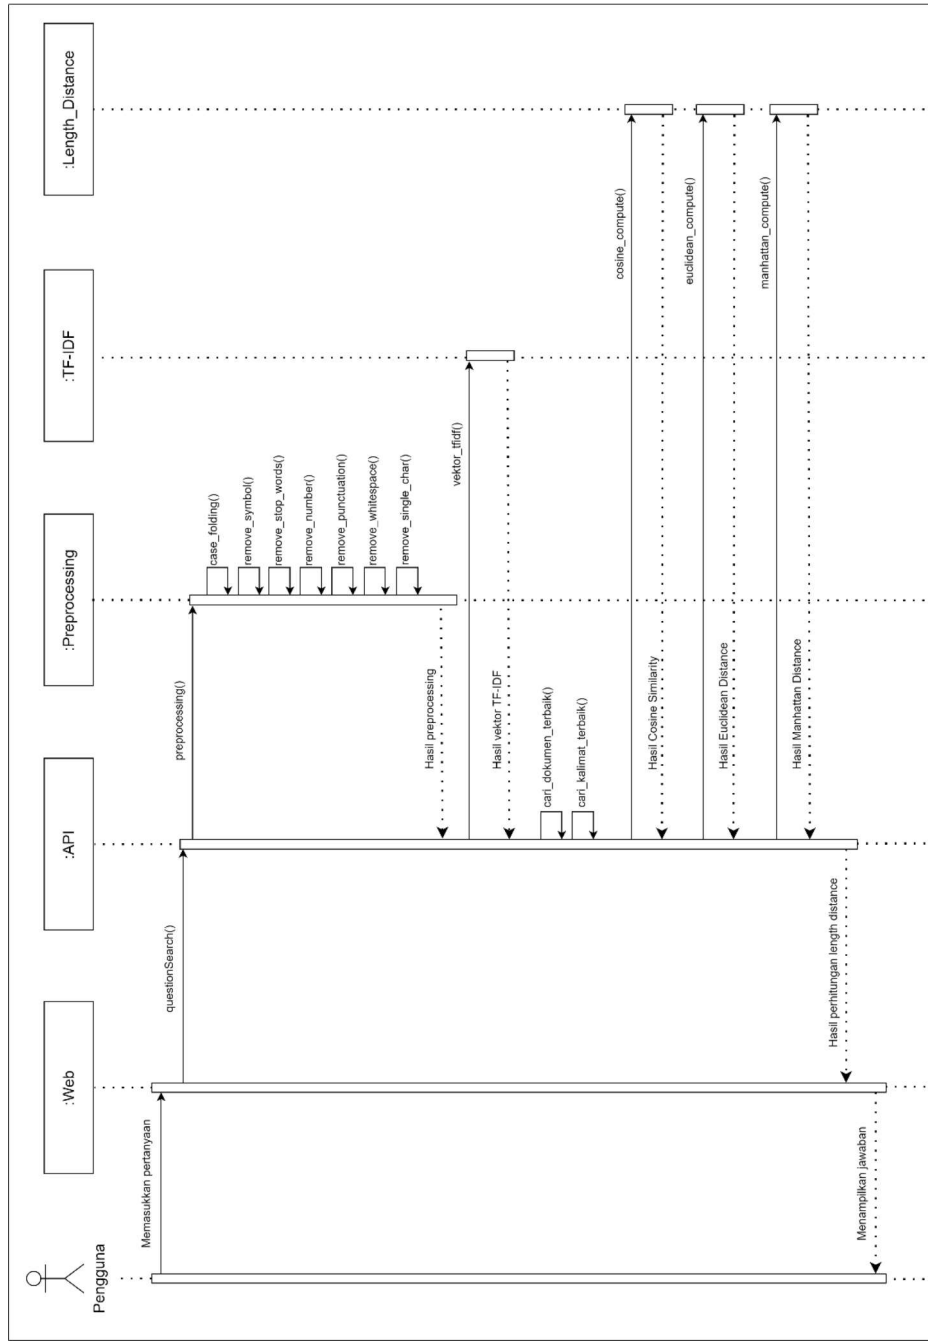 Pengguna
:Web
:API
:Preprocessing
:TF-IDF
:Length_Distance
Memasukkan pertanyaan
questionSearch()
preprocessing()
case_folding()
remove_symbol()
remove_stop_words()
remove_number()
remove_punctuation()
remove_whitespace()
remove_single_char()
Hasil preprocessing
vektor_tfidf()
Hasil vektor TF-IDF
cari_dokumen_terbaik()
cari_kalimat_terbaik()
cosine_compute()
Hasil Cosine Similarity
euclidean_compute()
Hasil Euclidean Distance
manhattan_compute()
Hasil Manhattan Distance
Hasil perhitungan length distance
Menampilkan jawaban